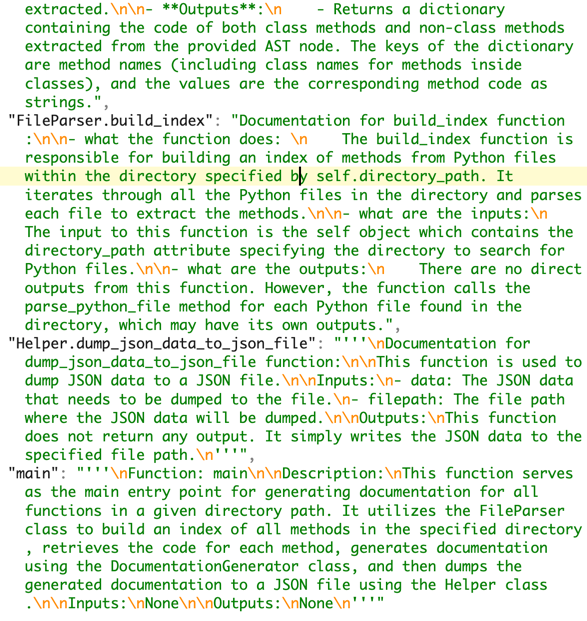 extracted.\n\n- **Outputs**:\n    - Returns a dictionary
containing the code of both class methods and non-class methods
extracted from the provided AST node. The keys of the dictionary
are method names (including class names for methods inside
classes), and the values are the corresponding method code as
strings.",
"FileParser.build_index": "Documentation for build_index function
:\n\n- what the function does: \n    The build_index function is
responsible for building an index of methods from Python files
within the directory specified by self.directory_path. It
iterates through all the Python files in the directory and parses
each file to extract the methods.\n\n- what are the inputs:\n
The input to this function is the self object which contains the
directory_path attribute specifying the directory to search for
Python files.\n\n- what are the outputs:\n    There are no direct
outputs from this function. However, the function calls the
parse_python_file method for each Python file found in the
directory, which may have its own outputs.",
"Helper.dump_json_data_to_json_file": "'''\nDocumentation for
dump_json_data_to_json_file function:\n\nThis function is used to
dump JSON data to a JSON file.\n\nInputs:\n- data: The JSON data
that needs to be dumped to the file.\n- filepath: The file path
where the JSON data will be dumped.\n\nOutputs:\nThis function
does not return any output. It simply writes the JSON data to the
specified file path.\n'''",
"main": "'''\nFunction: main\n\nDescription:\nThis function serves
as the main entry point for generating documentation for all
functions in a given directory path. It utilizes the FileParser
class to build an index of all methods in the specified directory
, retrieves the code for each method, generates documentation
using the DocumentationGenerator class, and then dumps the
generated documentation to a JSON file using the Helper class
.\n\nInputs:\nNone\n\nOutputs:\nNone\n'''"